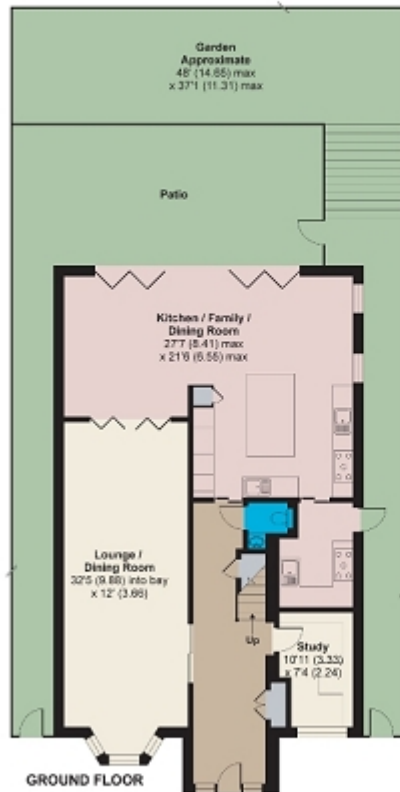 Garden
Approximate
48' (14.65) max
x 37'1 (11.31) max
Patio
Kitchen / Family /
Dining Room
27'7 (8.41) max
x 21'6 (6.55) max
Lounge /
Dining Room
32'5 (9.88) into bay
x 12' (3.66)
Up
Study
10'11 (3.33)
x 7'4 (2.24)
GROUND FLOOR